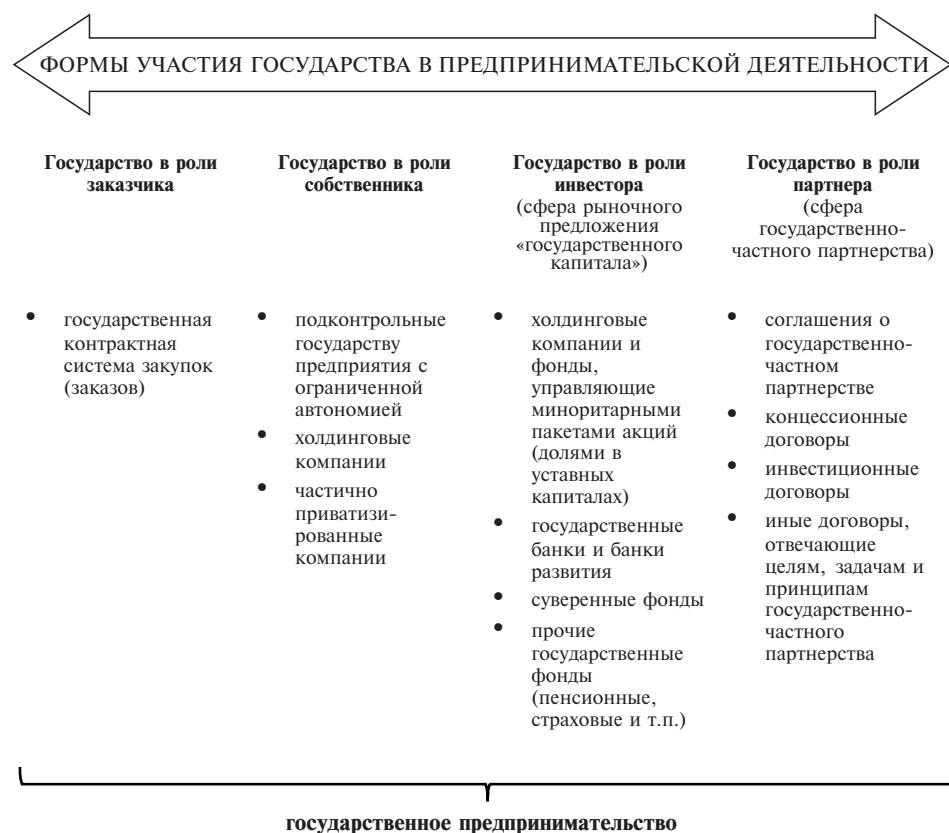 ФОРМЫ УЧАСТИЯ ГОСУДАРСТВА В ПРЕДПРИНИМАТЕЛЬСКОЙ ДЕЯТЕЛЬНОСТИ
Государство в роли
заказчика
• государственная
контрактная
система закупок
(заказов)
Государство в роли
собственника
• подконтрольные
государству
предприятия с
ограниченной
автономией
• холдинговые
компании
• частично
приватизи-
рованные
компании
Государство в роли
инвестора
(сфера рыночного
предложения
«государственного
капитала»)
• холдинговые
компании и
фонды,
управляющие
миноритарными
пакетами акций
(долями в
уставных
капиталах)
• государственные
банки и банки
развития
• суверенные фонды
• прочие
государственные
фонды
(пенсионные,
страховые и т.п.)
Государство в роли
партнера
(сфера
государственно-
частного партнерства)
• соглашения о
государственно-
частном
партнерстве
• концессионные
договоры
• инвестиционные
договоры
• иные договоры,
отвечающие
целям, задачам и
принципам
государственно-
частного
партнерства
государственное предпринимательство